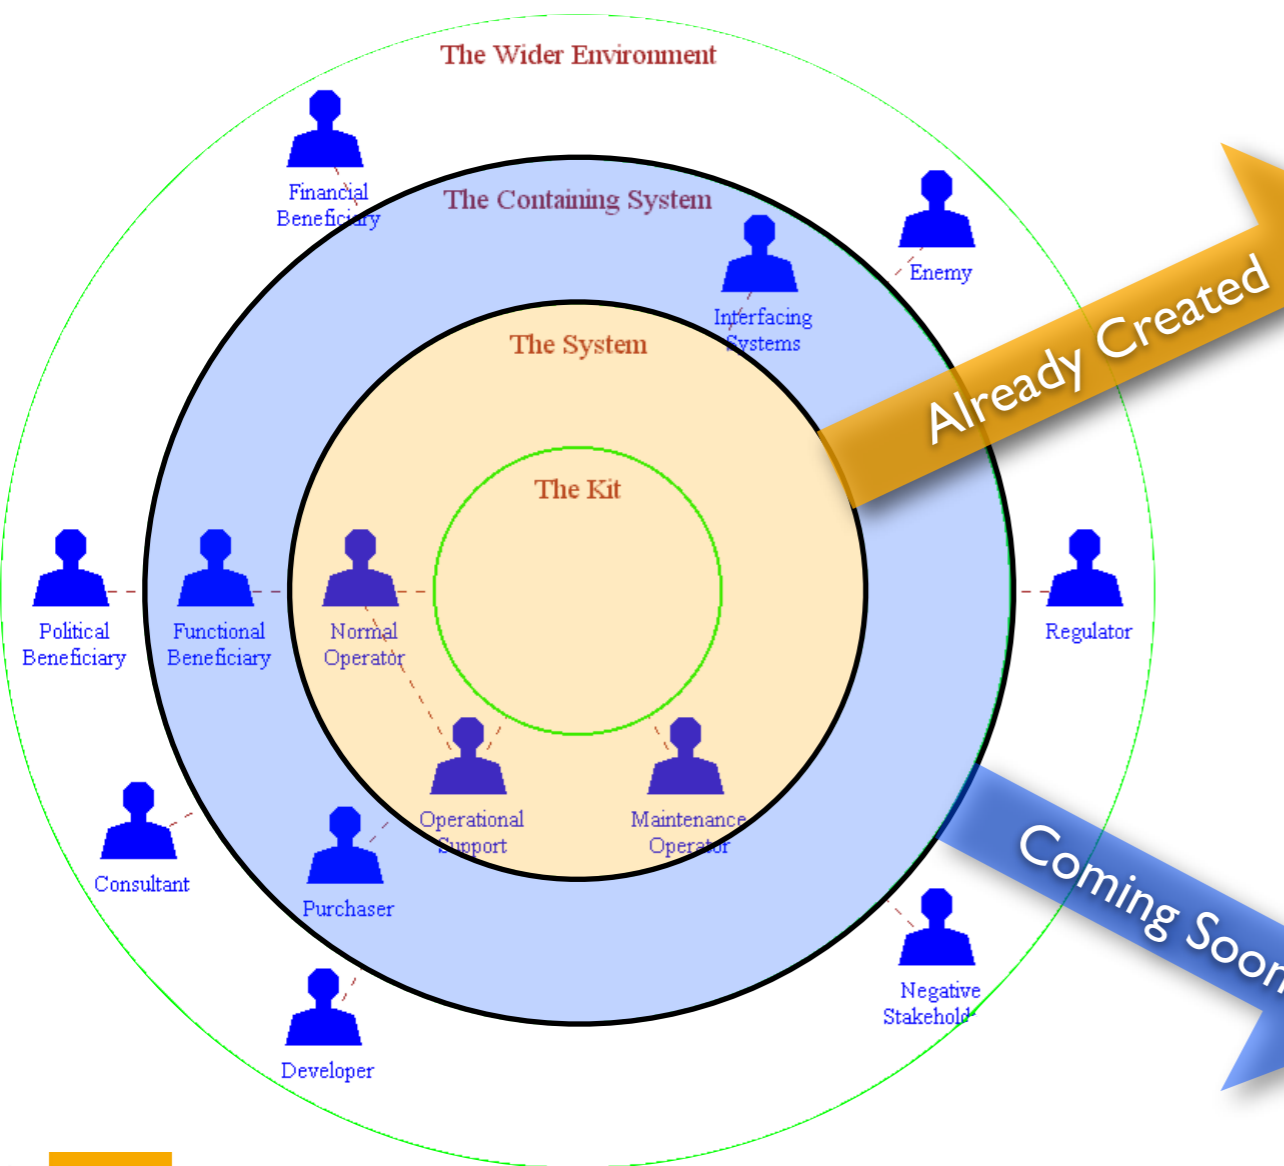 The Wider Environment
Financial
Beneficiary
The Containing System
Enemy
Interfacing
Systems
Already Created
The System
The Kit
Political
Beneficiary
Functional
Beneficiary
Normal
Operator
Regulator
Operational
Support
Maintenance
Operator
Consultant
Purchaser
Coming Soon
Negative
Developer